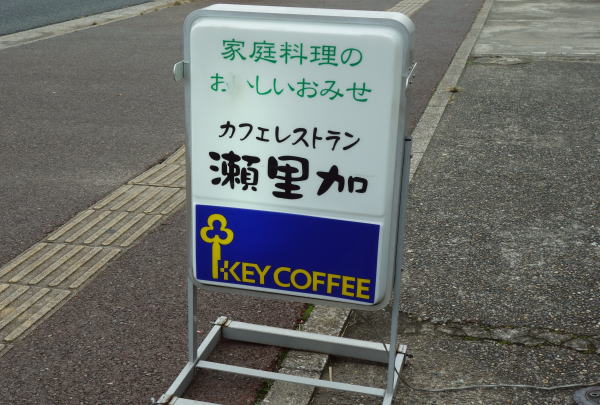 家庭料理の
おいしいおみせ
カフェレストラン
瀬里加
KEY COFFEE